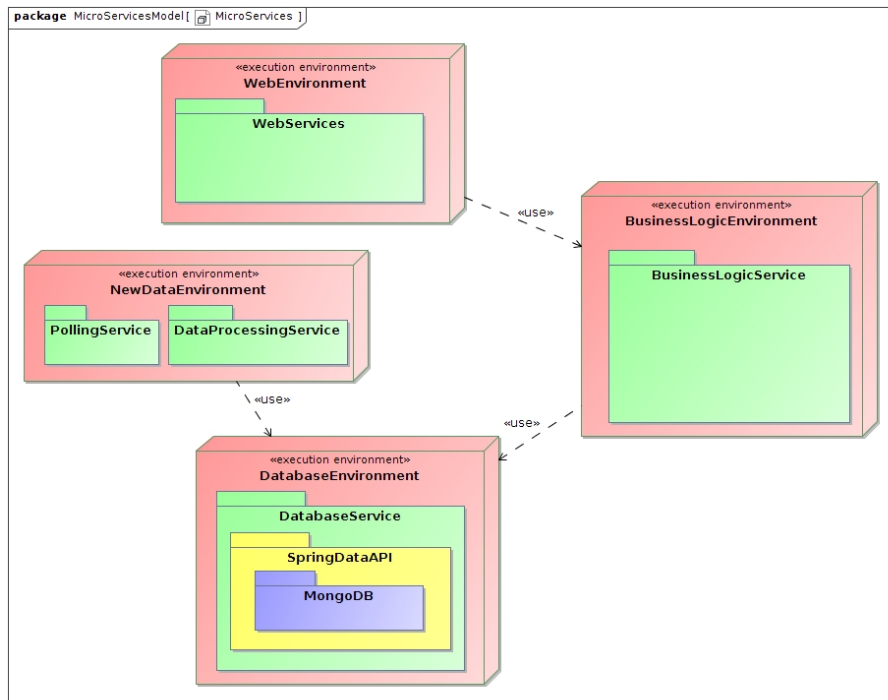 package MicroServicesModel[ MicroServices ]
«execution environment»
WebEnvironment
WebServices
«use»
«execution environment»
BusinessLogicEnvironment
BusinessLogicService
«execution environment»
NewDataEnvironment
PollingService
DataProcessingService
«use»
«use»
«execution environment»
DatabaseEnvironment
DatabaseService
SpringDataAPI
MongoDB